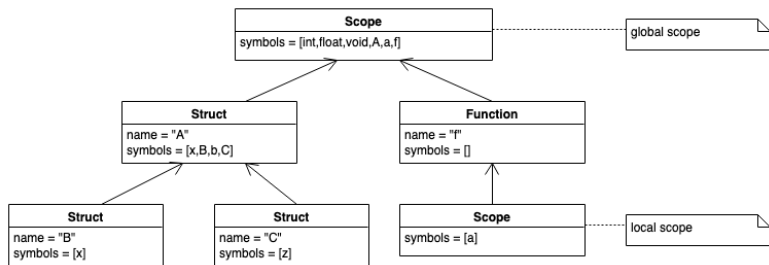 Scope
symbols = [int,float,void,A,a,f]
global scope
Struct
name = "A"
symbols = [x,B,b,C]
Function
name = "f"
symbols = []
Struct
name = "B"
symbols = [x]
Struct
name = "C"
symbols = [z]
Scope
symbols = [a]
local scope